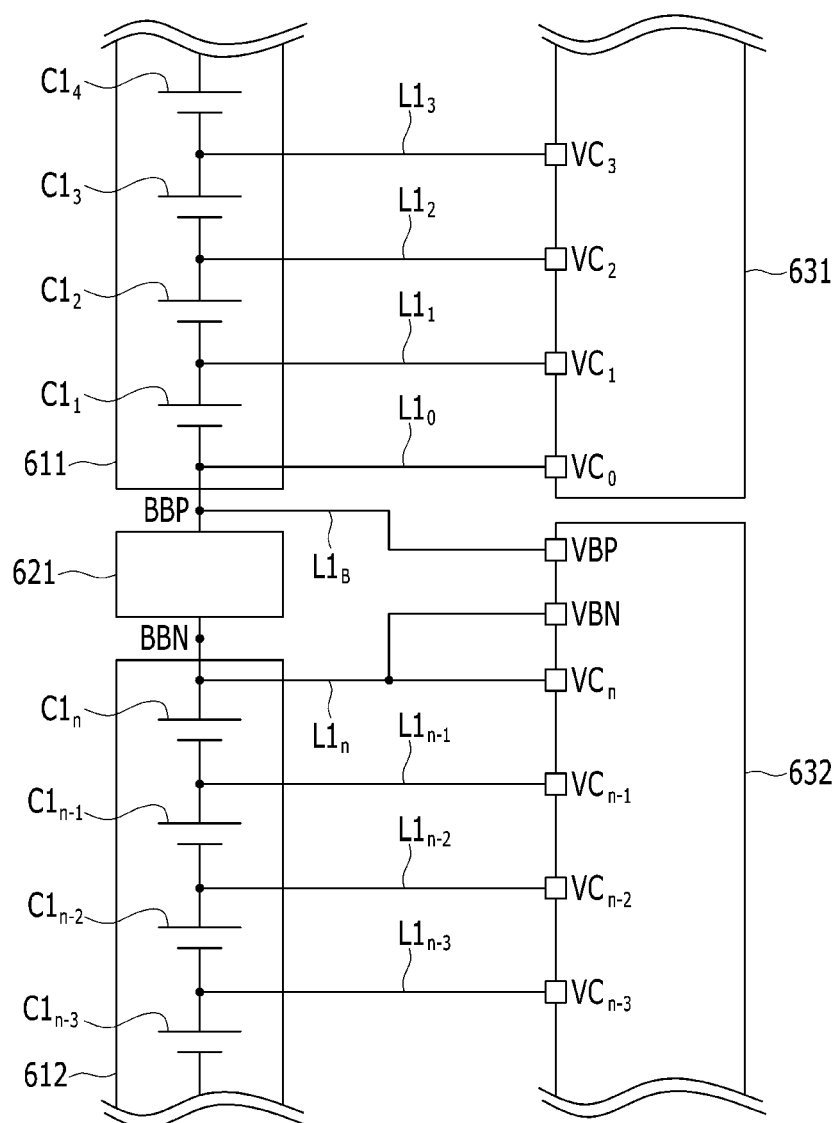 C1₄
L1₃
VC₃
C1₃
L1₂
VC₂
631
C1₂
L1₁
VC₁
C1₁
L1₀
611
VC₀
BBP
L1_B
VBP
621
VBN
BBN
VCₙ
C1ₙ
L1ₙ
L1ₙ₋₁
632
VCₙ₋₁
C1ₙ₋₁
L1ₙ₋₂
VCₙ₋₂
C1ₙ₋₂
L1ₙ₋₃
VCₙ₋₃
C1ₙ₋₃
612